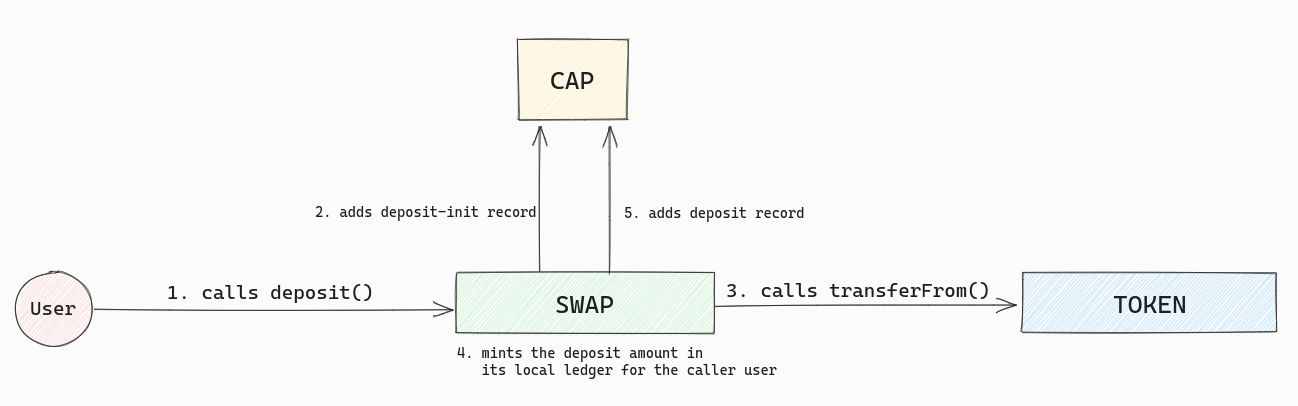 CAP
2. adds deposit-init record
5. adds deposit record
User
1. calls deposit()
SWAP
3. calls transferFrom()
TOKEN
4. mints the deposit amount in
its local ledger for the caller user